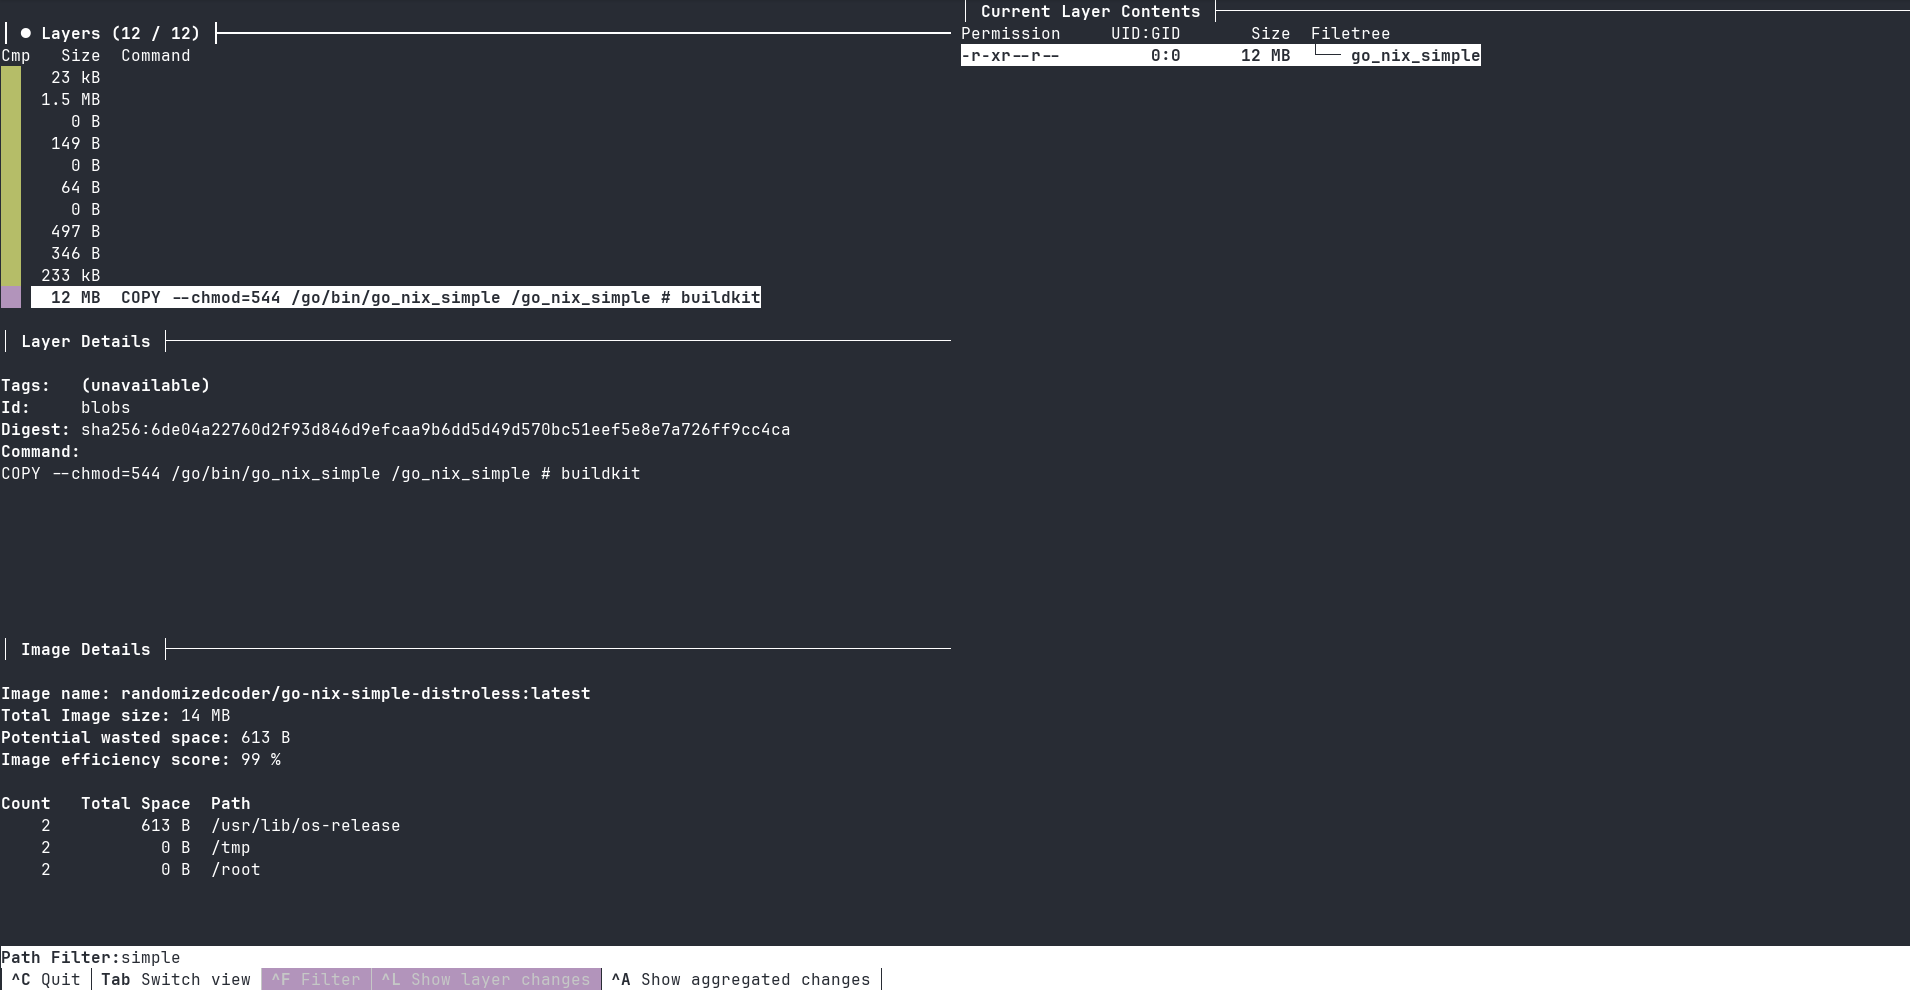 ● Layers (12 / 12)
Cmp Size Command
23 kB
1.5 MB
0 B
149 B
0 B
64 B
0 B
497 B
346 B
233 kB
12 MB COPY --chmod=544 /go/bin/go_nix_simple /go_nix_simple # buildkit
Layer Details
Tags: (unavailable)
Id: blobs
Digest: sha256:6de04a22760d2f93d846d9efcaa9b6dd5d49d570bc51eef5e8e7a726ff9cc4ca
Command:
COPY --chmod=544 /go/bin/go_nix_simple /go_nix_simple # buildkit
Image Details
Image name: randomizedcoder/go-nix-simple-distroless:latest
Total Image size: 14 MB
Potential wasted space: 613 B
Image efficiency score: 99 %
Count Total Space Path
2 613 B /usr/lib/os-release
2 0 B /tmp
2 0 B /root
Current Layer Contents
Permission UID:GID Size Filetree
-r-xr--r-- 0:0 12 MB └── go_nix_simple
Path Filter:simple
^C Quit Tab Switch view ^F Filter ^L Show layer changes ^A Show aggregated changes